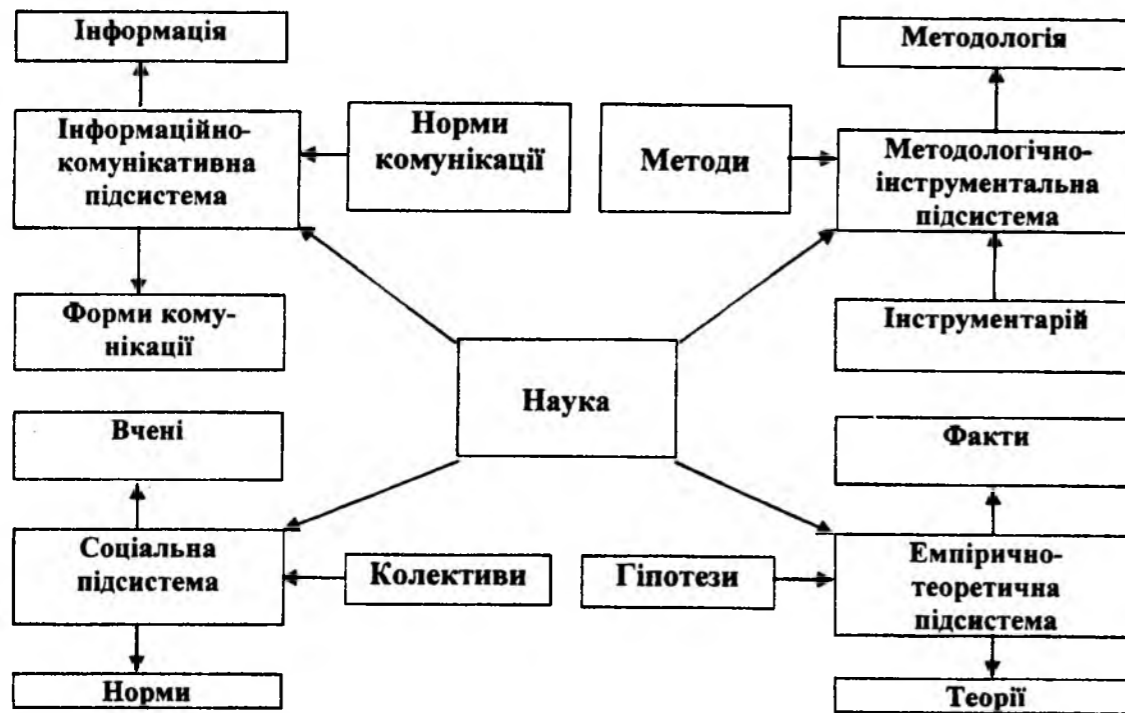 Інформація
Методологія
Інформаційно-
комунікативна
підсистема
Норми
комунікації
Методи
Методологічно-
інструментальна
підсистема
Форми кому-
нікації
Інструментарій
Наука
Вчені
Факти
Соціальна
підсистема
Колективи
Гіпотези
Емпірично-
теоретична
підсистема
Норми
Теорії